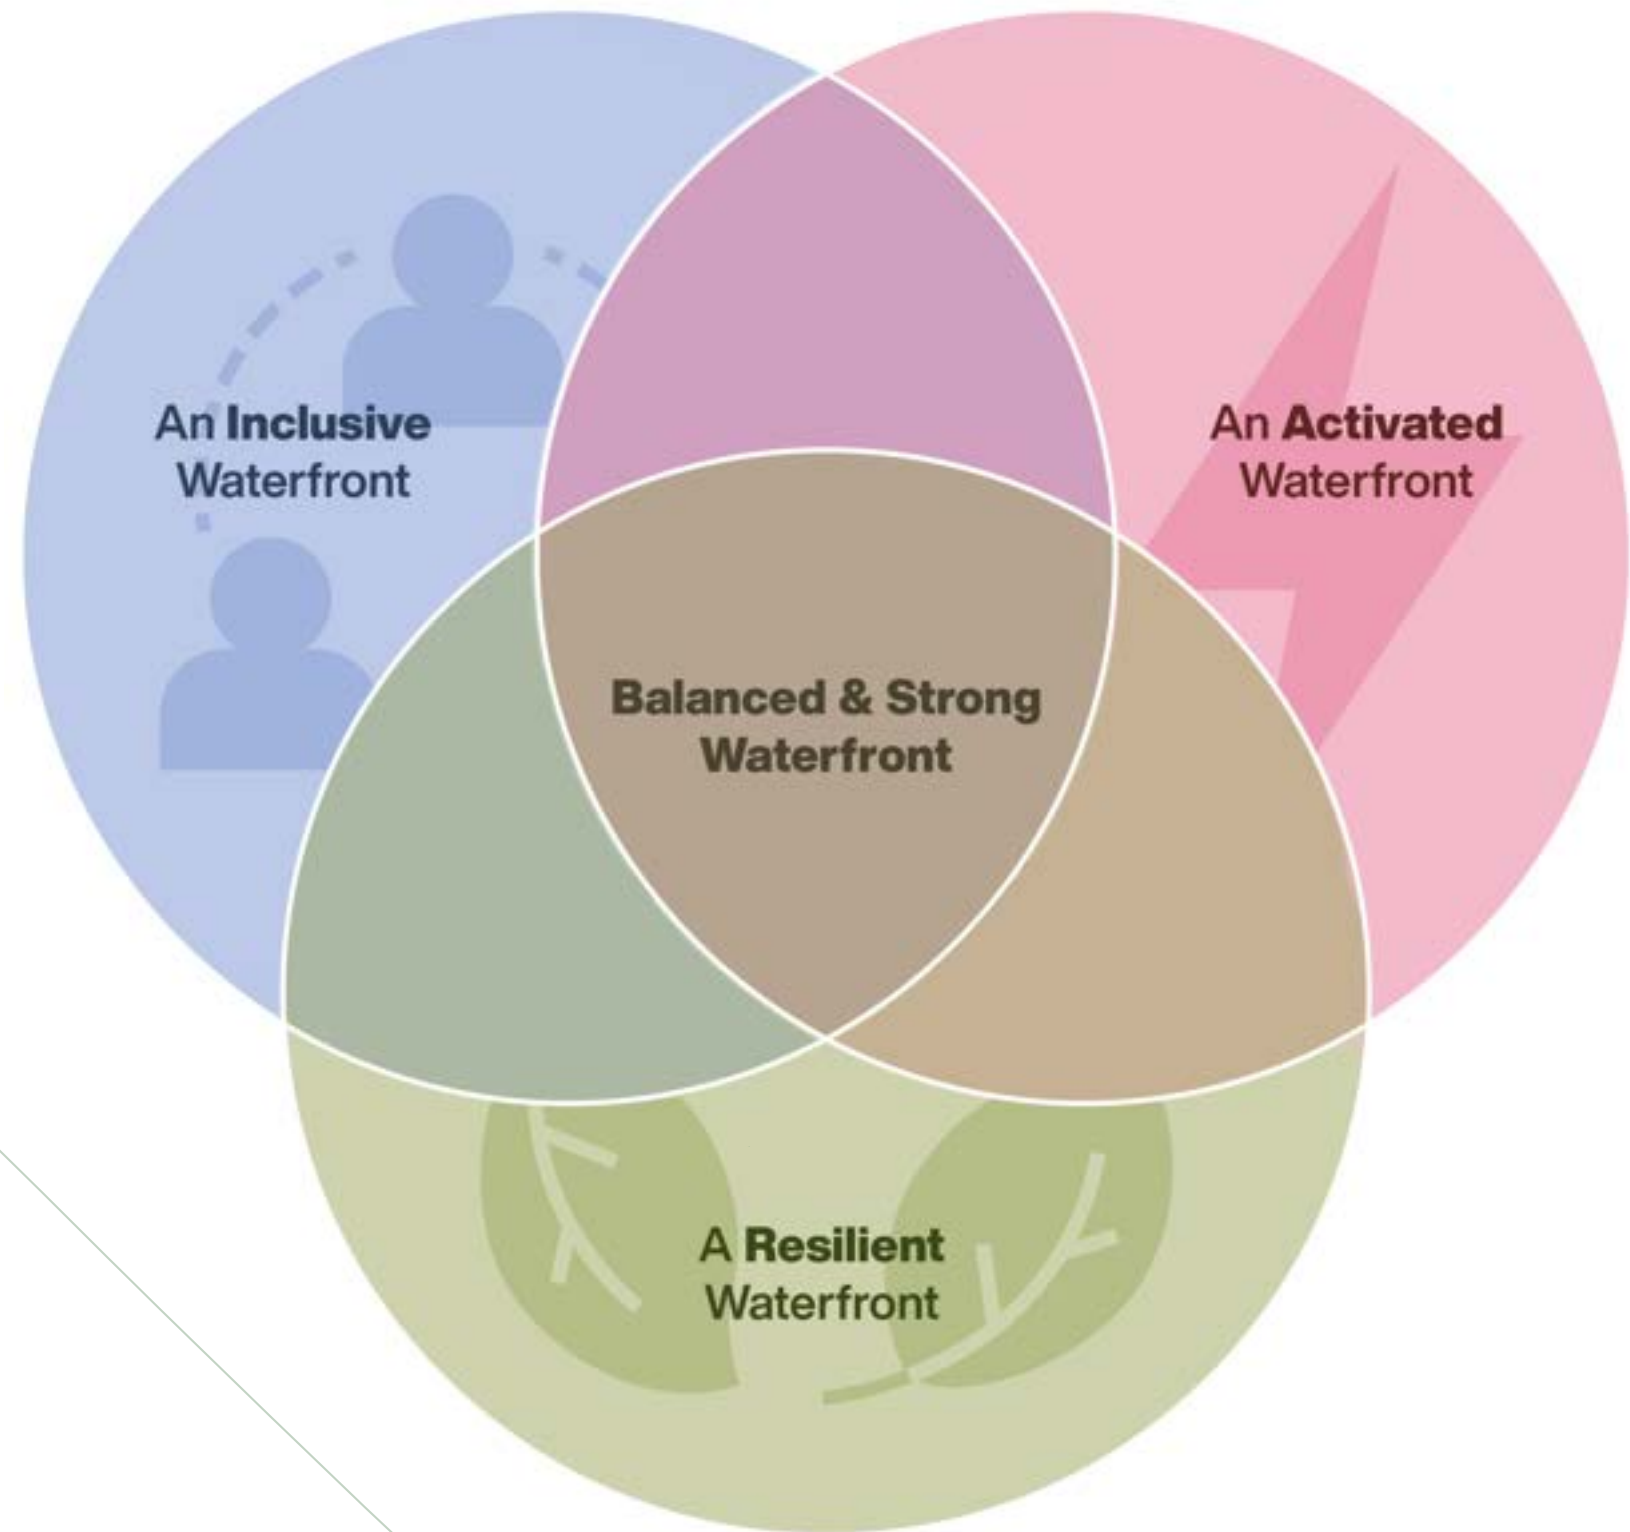 An Inclusive
Waterfront
An Activated
Waterfront
Balanced & Strong
Waterfront
A Resilient
Waterfront